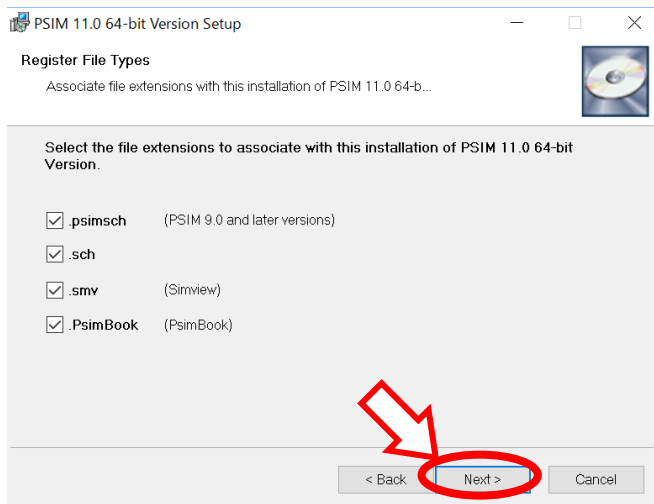 PSIM 11.0 64-bit Version Setup
Register File Types
Associate file extensions with this installation of PSIM 11.0 64-b...
Select the file extensions to associate with this installation of PSIM 11.0 64-bit
Version.
.psimsch (PSIM 9.0 and later versions)
.sch
.smv (Simview)
.PsimBook (PsimBook)
< Back Next > Cancel